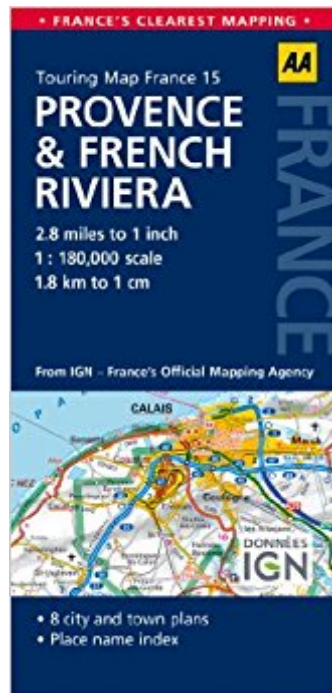 • FRANCE'S CLEAREST MAPPING •
AA
Touring Map France 15
PROVENCE
& FRENCH
RIVIERA
FRANCE
2.8 miles to 1 inch
1 : 180,000 scale
1.8 km to 1 cm
From IGN – France's Official Mapping Agency
CALAIS
Marck
Coulogne
DONNÉES
IGN
• 8 city and town plans
• Place name index